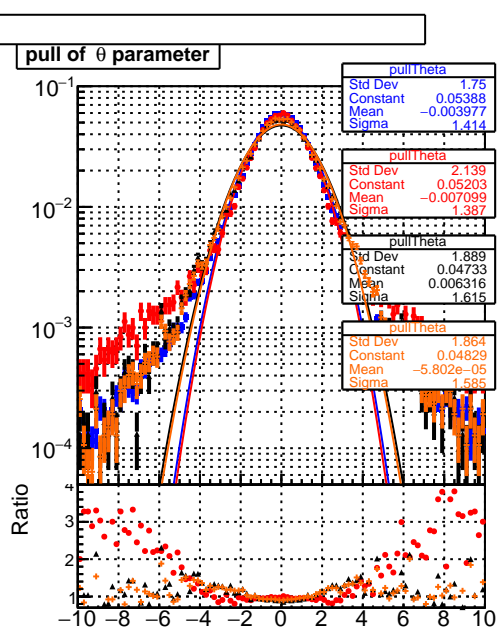 pull of θ parameter
pullTheta
Std Dev 1.75
Constant 0.05388
Mean −0.003977
Sigma 1.414
pullTheta
Std Dev 2.139
Constant 0.05203
Mean −0.007099
Sigma 1.387
pullTheta
Std Dev 1.889
Constant 0.04733
Mean 0.006316
Sigma 1.615
pullTheta
Std Dev 1.864
Constant 0.04829
Mean −5.802e−05
Sigma 1.585
10⁻¹
10⁻²
10⁻³
10⁻⁴
Ratio
4
3
2
1
−10 −8 −6 −4 −2 0 2 4 6 8 10